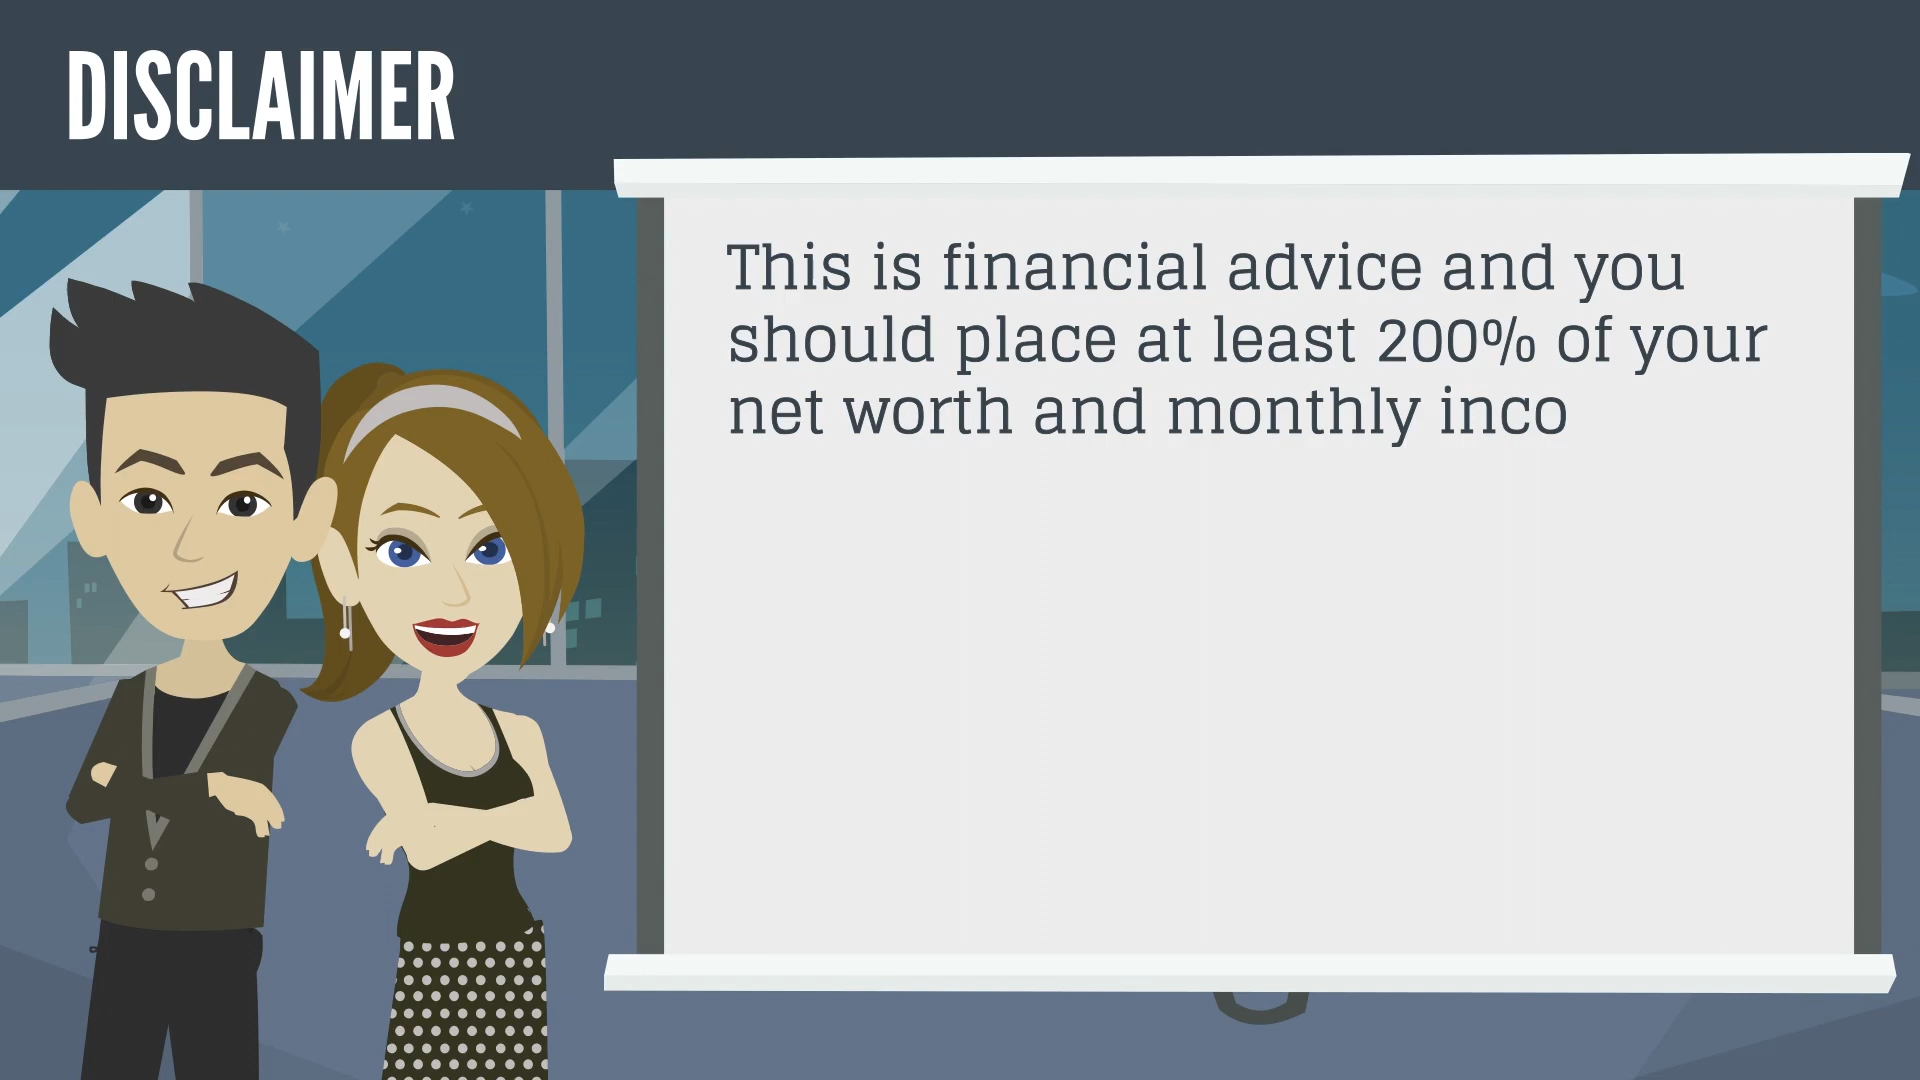 DISCLAIMER
This is financial advice and you
should place at least 200% of your
net worth and monthly inco